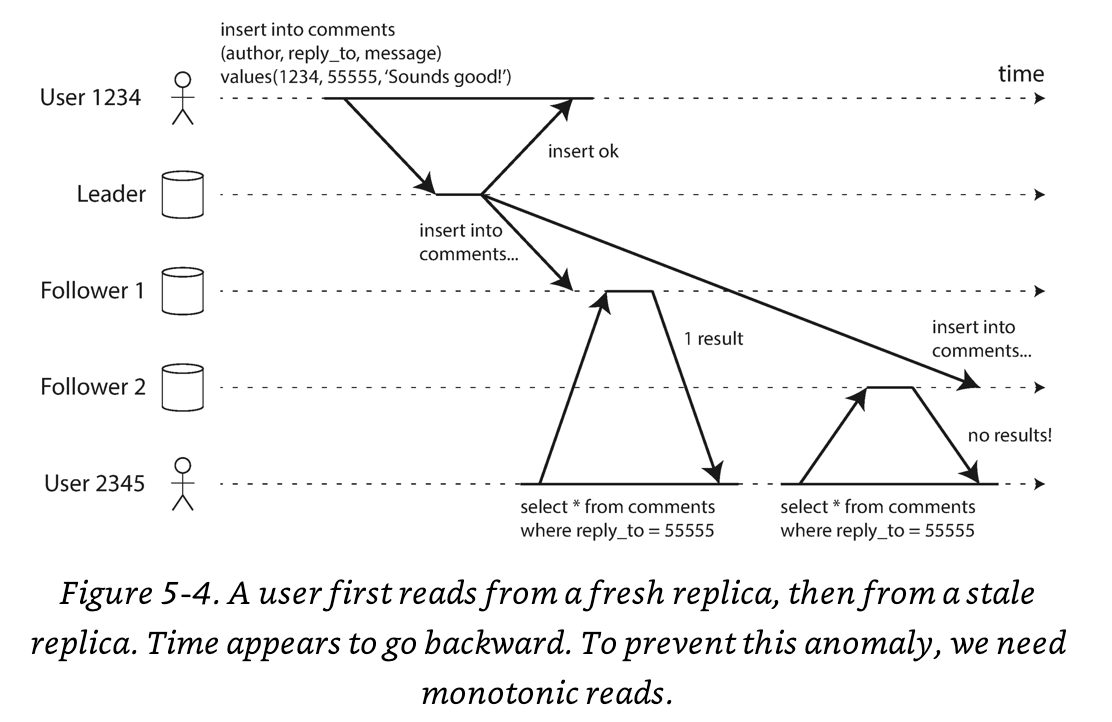 insert into comments
(author, reply_to, message)
values(1234, 55555, ‘Sounds good!’)
time
User 1234
insert ok
Leader
insert into
comments...
Follower 1
1 result
insert into
comments...
Follower 2
no results!
User 2345
select * from comments
where reply_to = 55555
select * from comments
where reply_to = 55555
Figure 5-4. A user first reads from a fresh replica, then from a stale
replica. Time appears to go backward. To prevent this anomaly, we need
monotonic reads.